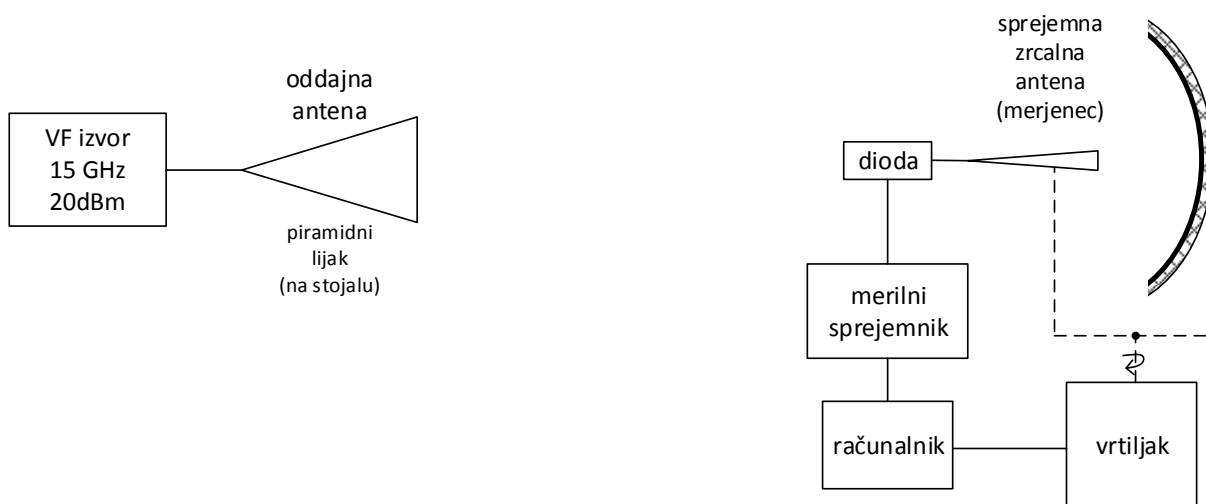 VF izvor
15 GHz
20dBm
oddajna
antena
piramidni
lijak
(na stojalu)
sprejemna
zrcalna
antena
(merjenec)
dioda
merilni
sprejemnik
računalnik
vrtiljak